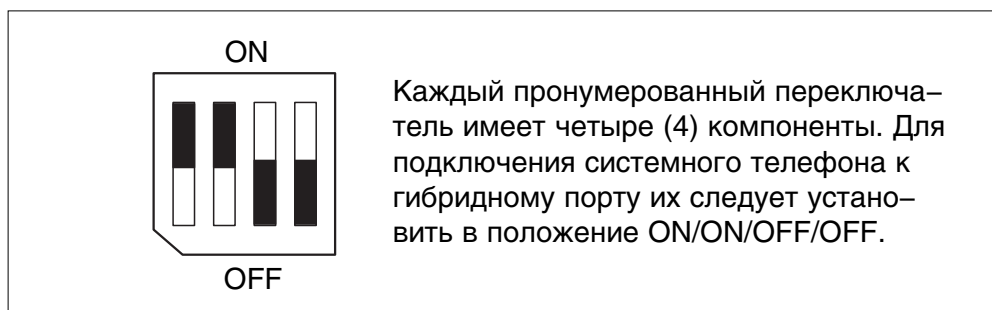 ON
Каждый пронумерованный переключа–
тель имеет четыре (4) компоненты. Для
подключения системного телефона к
гибридному порту их следует устано–
вить в положение ON/ON/OFF/OFF.
OFF